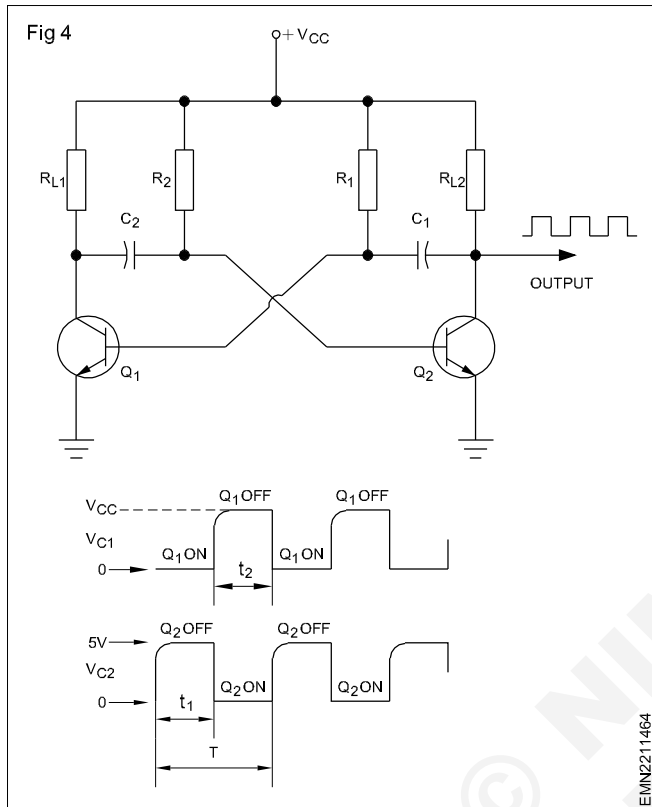 Fig 4
+ VCC
RL1
R2
R1
RL2
C2
C1
OUTPUT
Q1
Q2
VCC
Q1 OFF
Q1 OFF
VC1
Q1 ON
Q1 ON
0
t2
5V
Q2 OFF
Q2 OFF
VC2
Q2 ON
Q2 ON
0
t1
T
EMN2211464
© NI